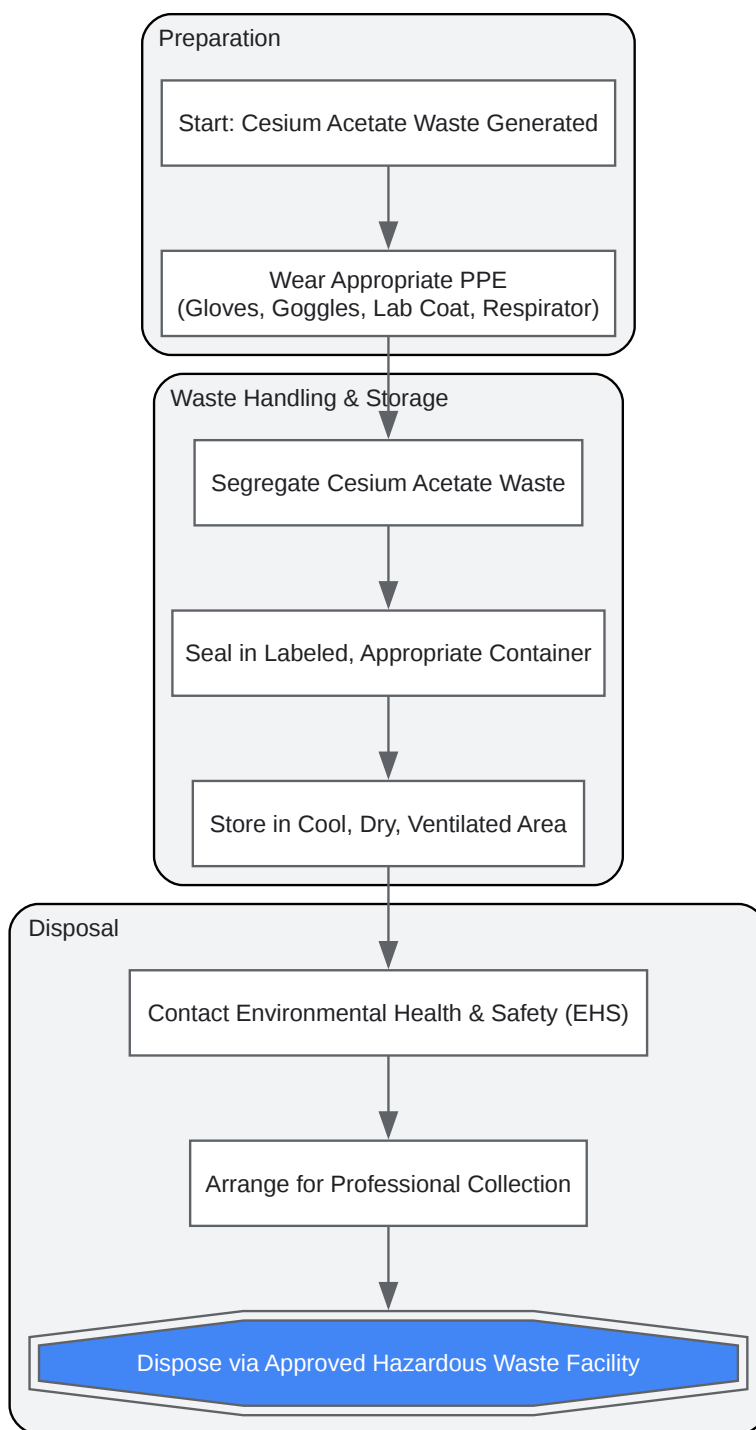 Preparation
Start: Cesium Acetate Waste Generated
Wear Appropriate PPE
(Gloves, Goggles, Lab Coat, Respirator)
Waste Handling & Storage
Segregate Cesium Acetate Waste
Seal in Labeled, Appropriate Container
Store in Cool, Dry, Ventilated Area
Disposal
Contact Environmental Health & Safety (EHS)
Arrange for Professional Collection
Dispose via Approved Hazardous Waste Facility